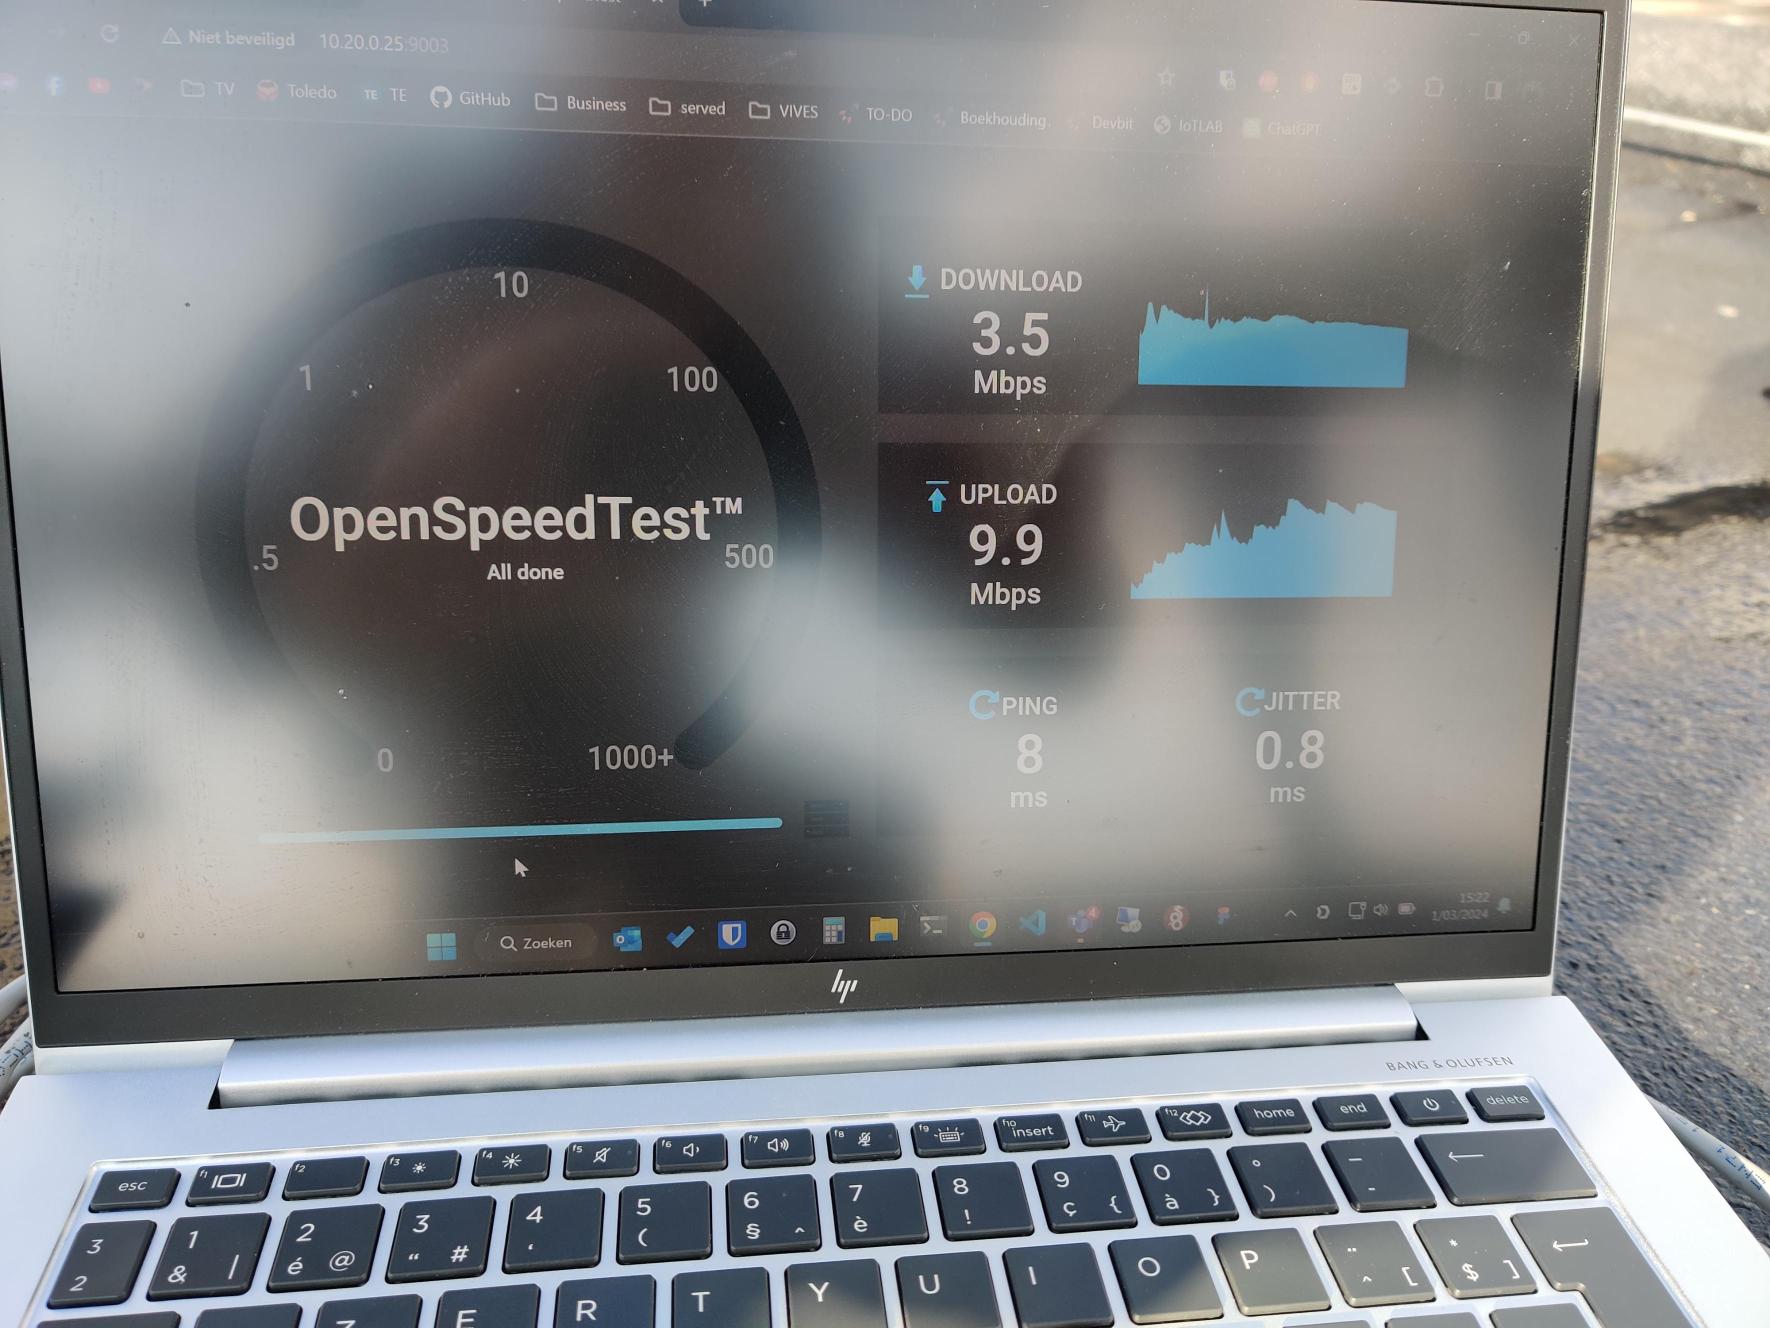 Niet beveiligd 10.20.0.25:9003
TV Toledo TE TE GitHub Business served VIVES TO-DO Boekhouding. Devbit IoTLAB ChatGPT
10
1
100
.5
500
0
1000+
OpenSpeedTest™
All done
DOWNLOAD
3.5
Mbps
UPLOAD
9.9
Mbps
PING
8
ms
JITTER
0.8
ms
Zoeken
4
15:22
1/03/2024
hp
BANG & OLUFSEN
esc f1 f2 f3 f4 f5 f6 f7 f8 f9 f10 insert f11 f12 home end delete
3 1 2 3 4 5 6 7 8 9 0 ° _
2 & | é @ " # ' ( § ^ è ! ç { à } ) -
E R T Y U I O P ¨ ^ [ * $ ]